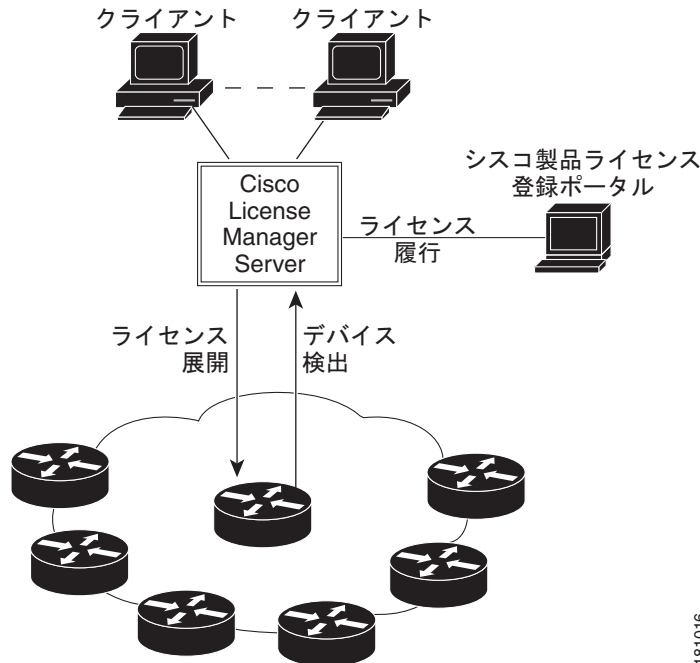 クライアント
クライアント
シスコ製品ライセンス
登録ポータル
Cisco
License
Manager
Server
ライセンス
履行
ライセンス
展開
デバイス
検出
181016